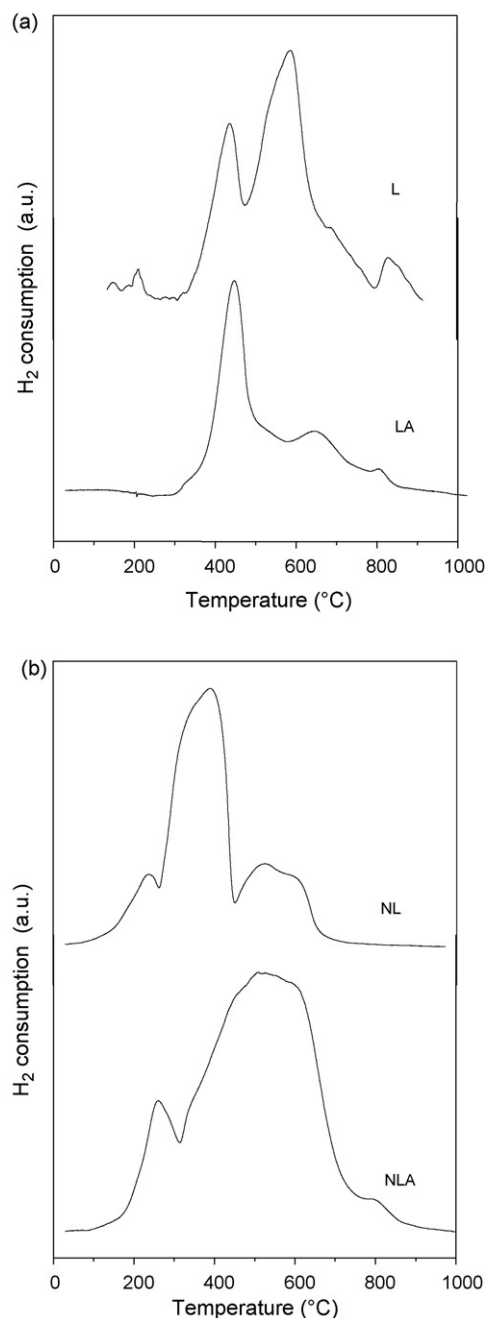 (a)
H₂ consumption (a.u.)
L
LA
0 200 400 600 800 1000
Temperature (°C)
(b)
H₂ consumption (a.u.)
NL
NLA
0 200 400 600 800 1000
Temperature (°C)